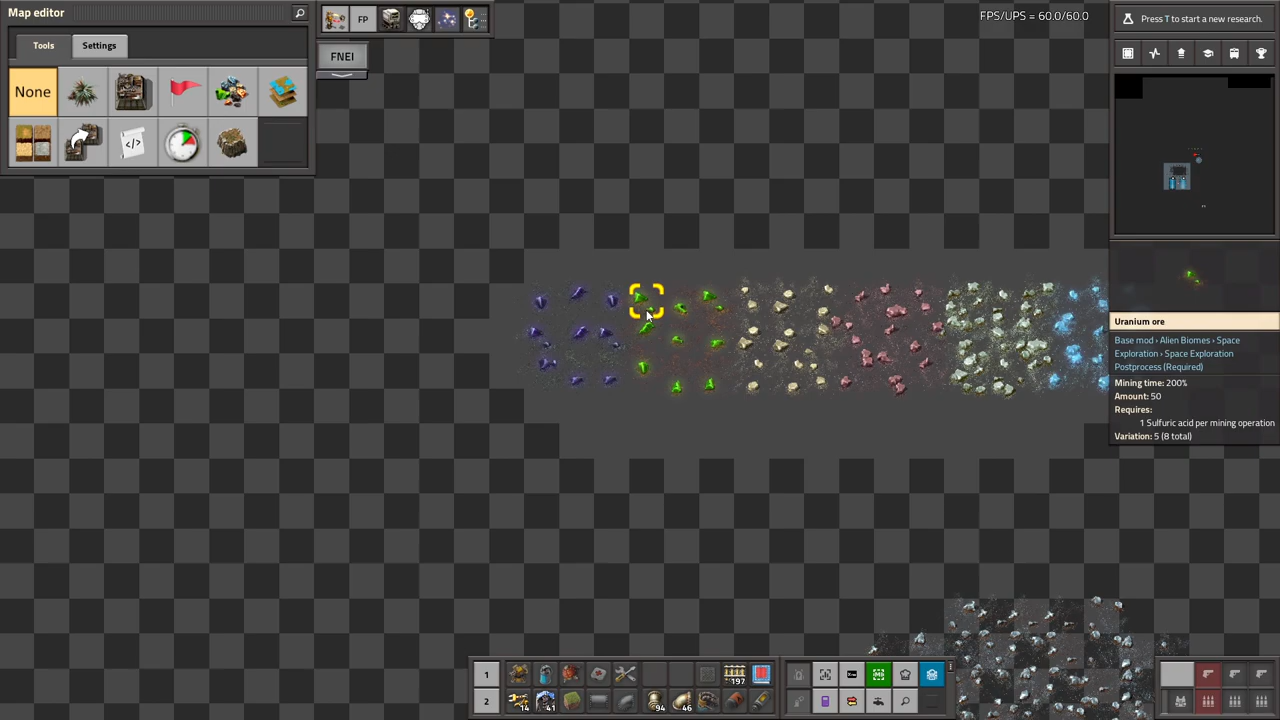 Map editor
FP
FPS/UPS = 60.0/60.0
Press T to start a new research.
Tools
Settings
FNEI
None
</>
Uranium ore
Base mod › Alien Biomes › Space
Exploration › Space Exploration
Postprocess (Required)
Mining time: 200%
Amount: 50
Requires:
1 Sulfuric acid per mining operation
Variation: 5 (8 total)
1
197
2
14
41
94
46